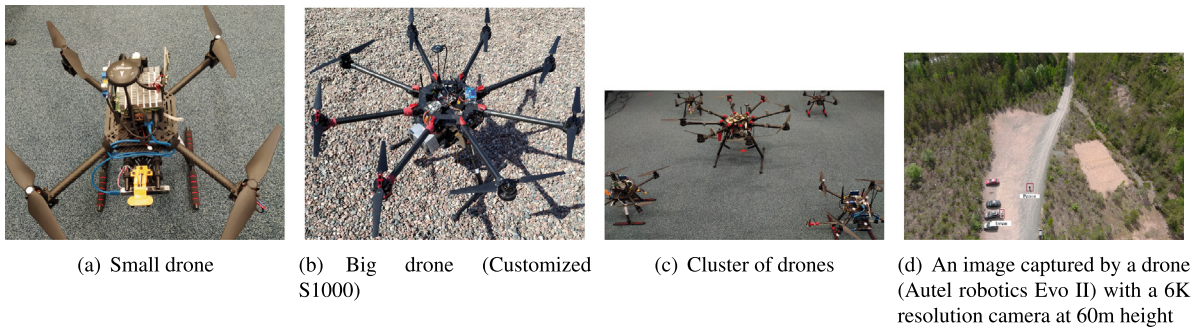 (a) Small drone
(b) Big drone (Customized
S1000)
(c) Cluster of drones
(d) An image captured by a drone
(Autel robotics Evo II) with a 6K
resolution camera at 60m height